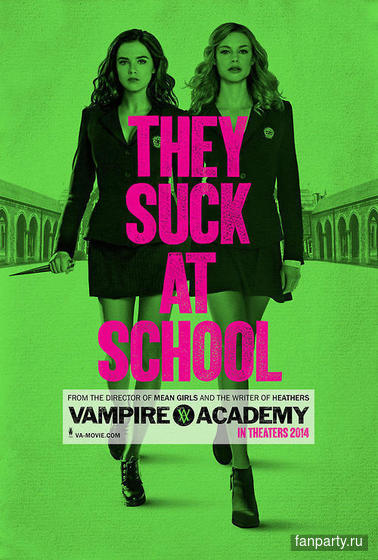 THEY
SUCK
AT
SCHOOL
FROM THE DIRECTOR OF MEAN GIRLS AND THE WRITER OF HEATHERS
VAMPIRE VA ACADEMY
VA-MOVIE.COM IN THEATERS 2014
fanparty.ru